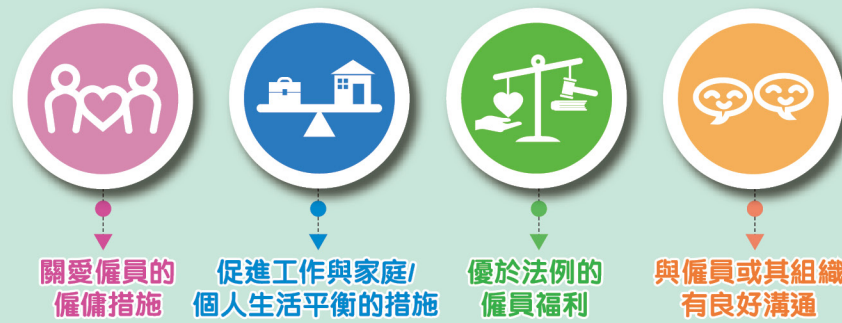 關愛僱員的
僱傭措施
促進工作與家庭/
個人生活平衡的措施
優於法例的
僱員福利
與僱員或其組織
有良好溝通